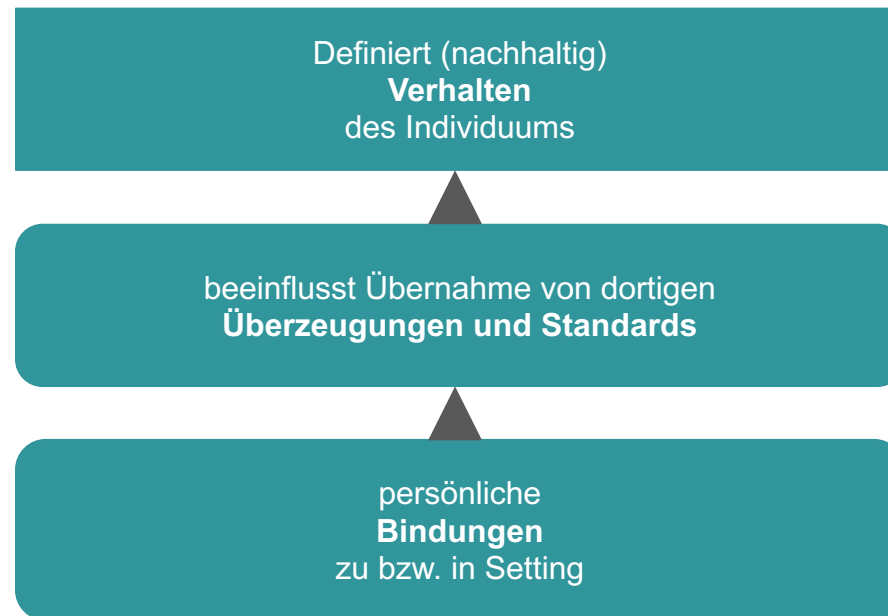 Definiert (nachhaltig)
Verhalten
des Individuums
beeinflusst Übernahme von dortigen
Überzeugungen und Standards
persönliche
Bindungen
zu bzw. in Setting